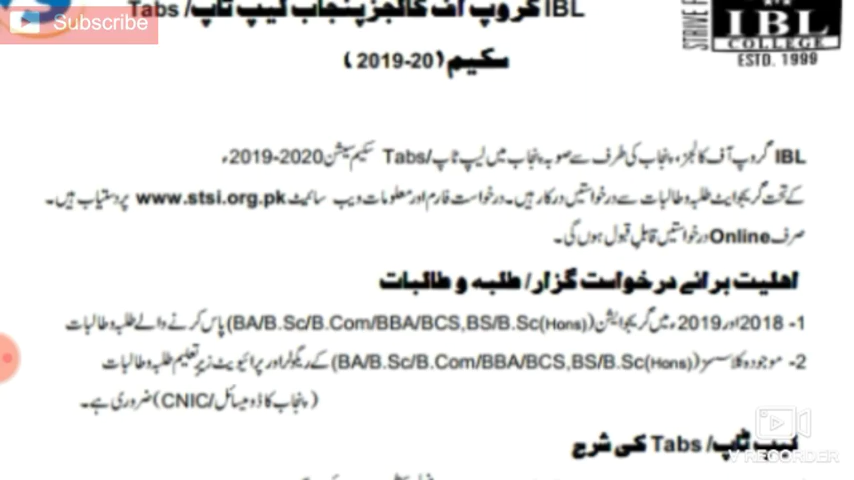 Subscribe
IBL گروپ آف کالجز پنجاب لیپ ٹاپ/ Tabs
سکیم (20-2019)
STRIVE F
IBL
COLLEGE
ESTD. 1999
IBL گروپ آف کالجز، پنجاب کی طرف سے صوبہ پنجاب میں لیپ ٹاپ/Tabs سکیم سیشن 2020-2019ء
کے تحت گریجوایٹ طلبہ و طالبات سے درخواستیں درکار ہیں۔ درخواست فارم اور معلومات ویب سائیٹ www.stsi.org.pk پر دستیاب ہیں۔
صرف Online درخواستیں قابلِ قبول ہوں گی۔
اہلیت برائے درخواست گزار/ طلبہ و طالبات
1- 2018 اور 2019ء میں گریجوایشن (BA/B.Sc/B.Com/BBA/BCS,BS/B.Sc(Hons)) پاس کرنے والے طلبہ و طالبات
2- موجودہ کلاسسز (BA/B.Sc/B.Com/BBA/BCS,BS/B.Sc(Hons)) کے ریگولر اور پرائیویٹ زیرِ تعلیم طلبہ و طالبات
(پنجاب کا ڈومیسائل/CNIC) ضروری ہے۔
لیپ ٹاپ/ Tabs کی شرح
V RECORDER